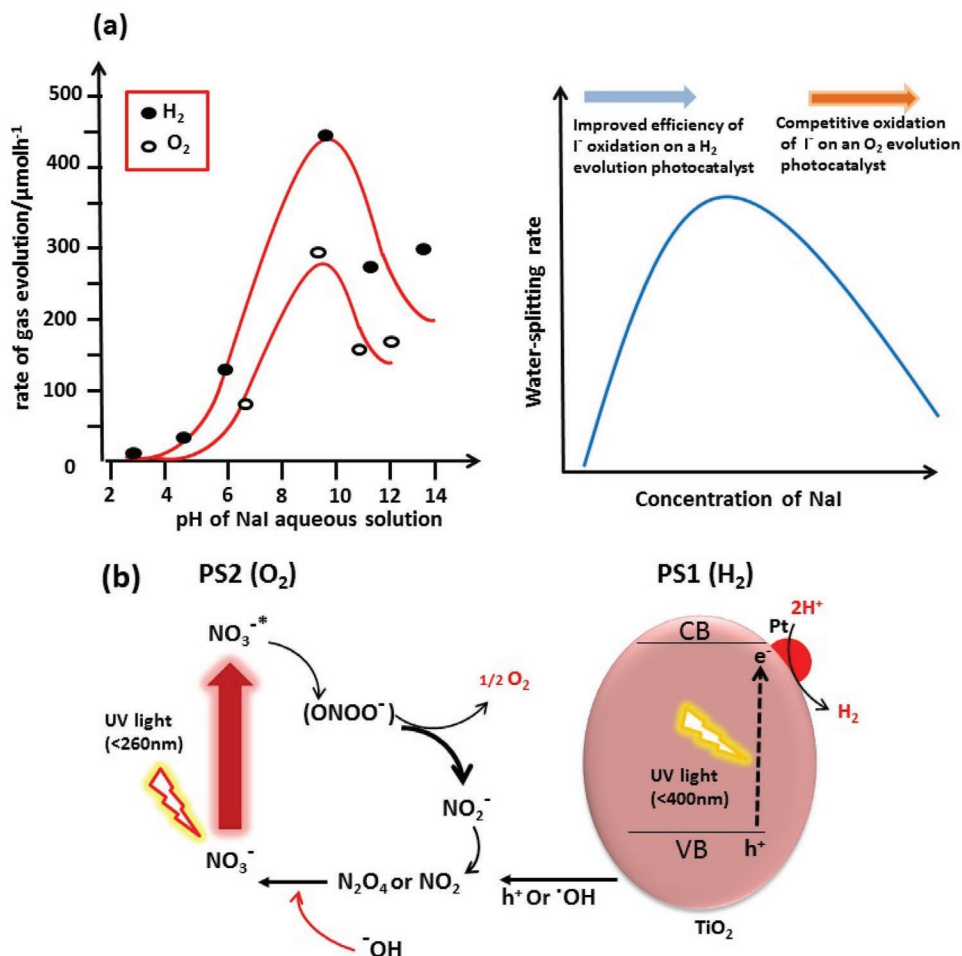 (a)
500
400
300
200
100
0
rate of gas evolution/µmolh⁻¹
H₂
O₂
2 4 6 8 10 12 14
pH of NaI aqueous solution
Improved efficiency of
I⁻ oxidation on a H₂
evolution photocatalyst
Competitive oxidation
of I⁻ on an O₂ evolution
photocatalyst
Water-splitting rate
Concentration of NaI
(b)
PS2 (O₂)
NO₃⁻*
UV light
(<260nm)
(ONOO⁻)
1/2 O₂
NO₂⁻
NO₃⁻
N₂O₄ or NO₂
⁻OH
h⁺ Or •OH
PS1 (H₂)
CB
Pt
2H⁺
e⁻
H₂
UV light
(<400nm)
VB
h⁺
TiO₂